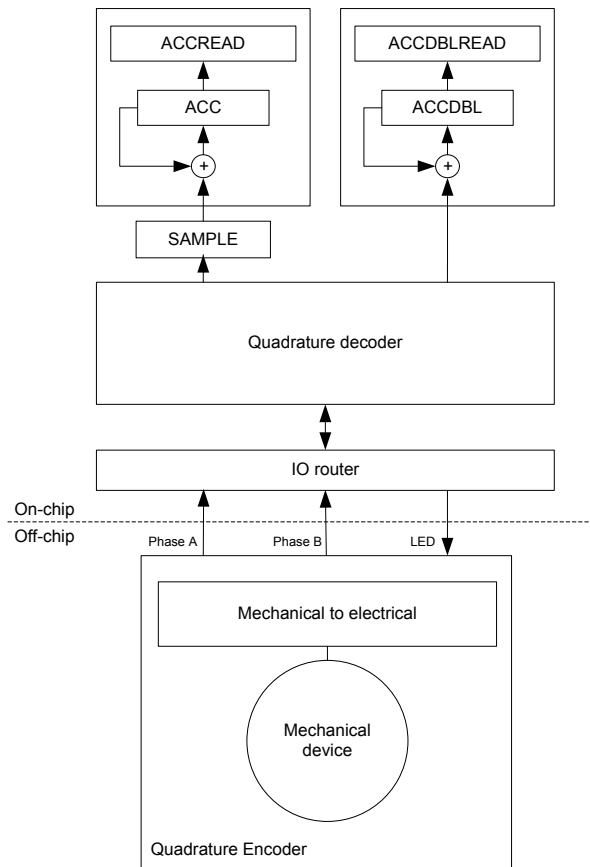 ACCREAD
ACCDBLREAD
ACC
ACCDBL
+
+
SAMPLE
Quadrature decoder
IO router
On-chip
Off-chip
Phase A
Phase B
LED
Mechanical to electrical
Mechanical
device
Quadrature Encoder